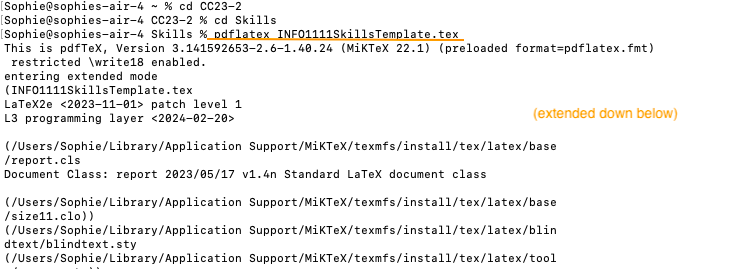 Sophie@sophies-air-4 ~ % cd CC23-2
Sophie@sophies-air-4 CC23-2 % cd Skills
Sophie@sophies-air-4 Skills % pdflatex INFO1111SkillsTemplate.tex
This is pdfTeX, Version 3.141592653-2.6-1.40.24 (MiKTeX 22.1) (preloaded format=pdflatex.fmt)
restricted \write18 enabled.
entering extended mode
(INFO1111SkillsTemplate.tex
LaTeX2e <2023-11-01> patch level 1
L3 programming layer <2024-02-20>
(extended down below)
(/Users/Sophie/Library/Application Support/MiKTeX/texmfs/install/tex/latex/base
/report.cls
Document Class: report 2023/05/17 v1.4n Standard LaTeX document class
(/Users/Sophie/Library/Application Support/MiKTeX/texmfs/install/tex/latex/base
/size11.clo))
(/Users/Sophie/Library/Application Support/MiKTeX/texmfs/install/tex/latex/blin
dtext/blindtext.sty
(/Users/Sophie/Library/Application Support/MiKTeX/texmfs/install/tex/latex/tool